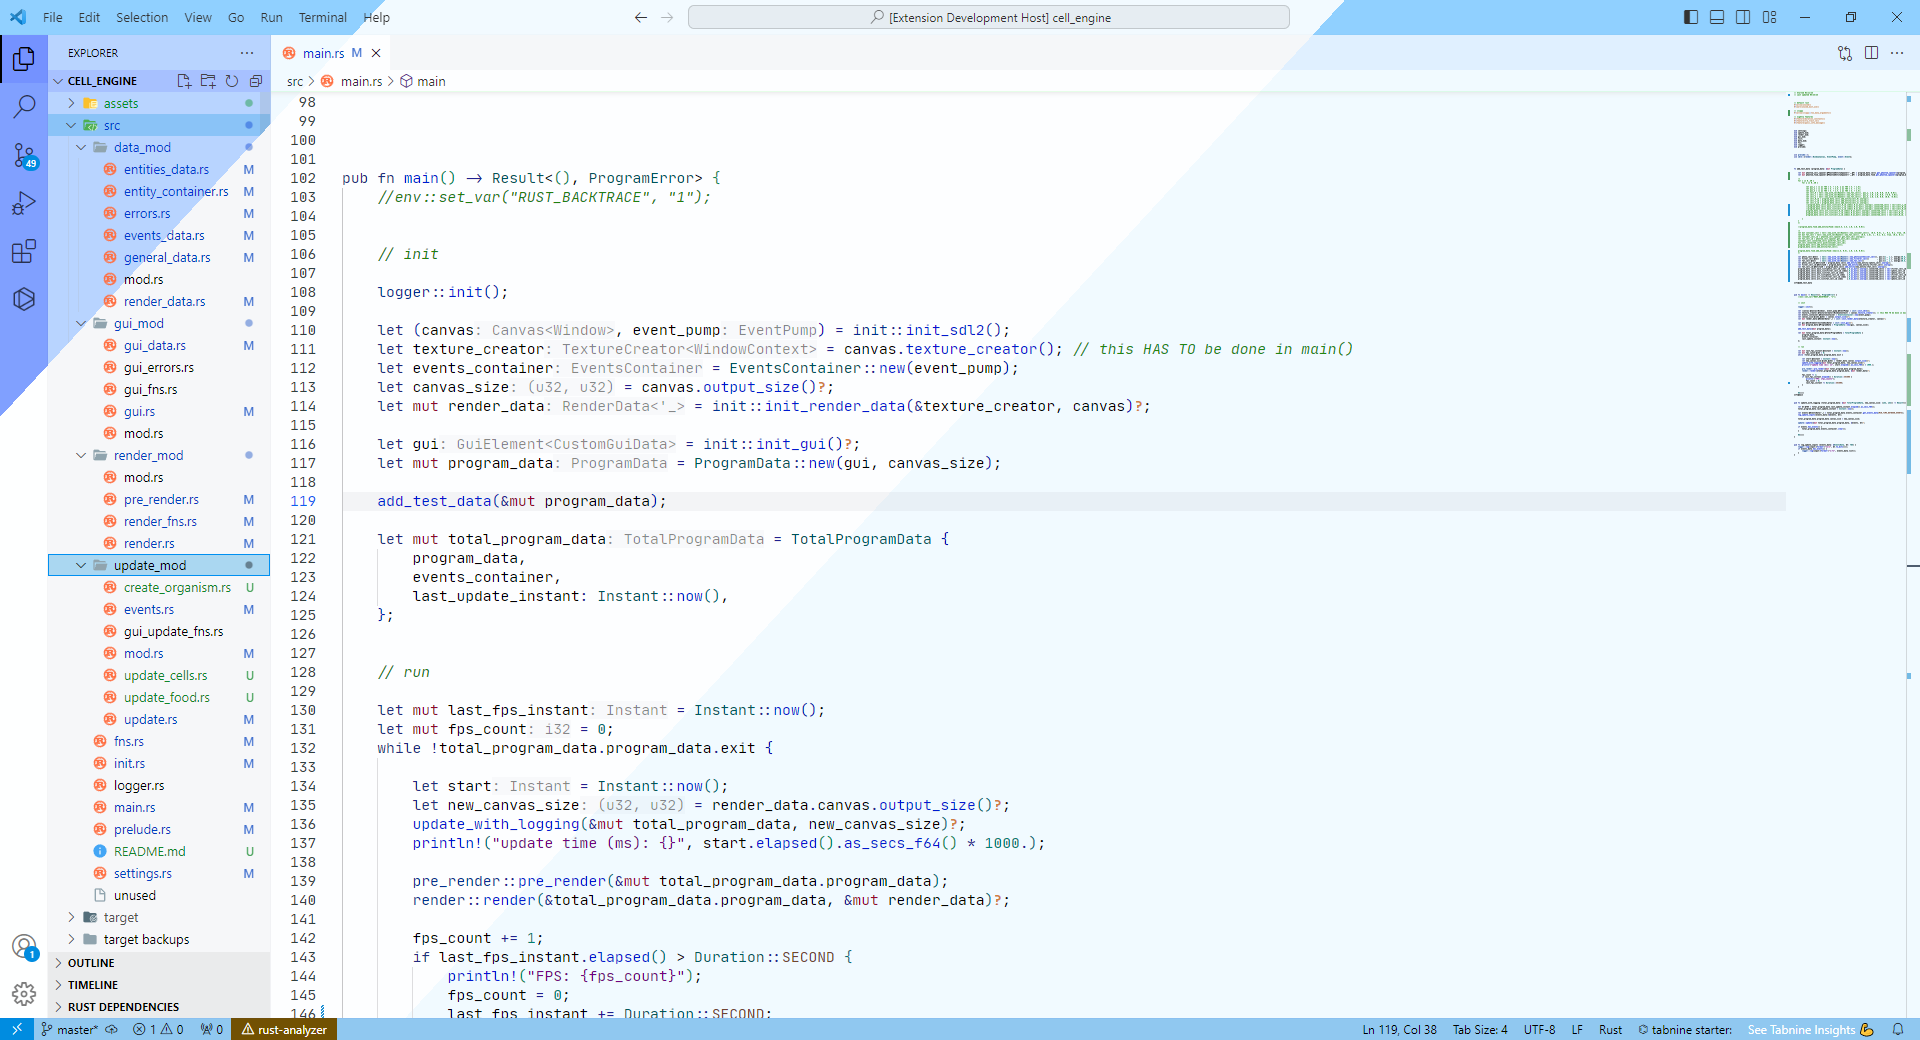 File Edit Selection View Go Run Terminal Help
[Extension Development Host] cell_engine
EXPLORER
main.rs M
CELL_ENGINE
src > main.rs > main
assets
src
data_mod
entities_data.rs M
entity_container.rs M
errors.rs M
events_data.rs M
general_data.rs M
mod.rs
render_data.rs M
gui_mod
gui_data.rs M
gui_errors.rs
gui_fns.rs
gui.rs M
mod.rs
render_mod
mod.rs
pre_render.rs M
render_fns.rs M
render.rs M
update_mod
create_organism.rs U
events.rs M
gui_update_fns.rs
mod.rs M
update_cells.rs U
update_food.rs U
update.rs M
fns.rs M
init.rs M
logger.rs
main.rs M
prelude.rs M
README.md U
settings.rs M
unused
target
target backups
OUTLINE
TIMELINE
RUST DEPENDENCIES
49
1
98
99
100
101
102 pub fn main() -> Result<(), ProgramError> {
103 //env::set_var("RUST_BACKTRACE", "1");
104
105
106 // init
107
108 logger::init();
109
110 let (canvas: Canvas<Window>, event_pump: EventPump) = init::init_sdl2();
111 let texture_creator: TextureCreator<WindowContext> = canvas.texture_creator(); // this HAS TO be done in main()
112 let events_container: EventsContainer = EventsContainer::new(event_pump);
113 let canvas_size: (u32, u32) = canvas.output_size()?;
114 let mut render_data: RenderData<'_> = init::init_render_data(&texture_creator, canvas)?;
115
116 let gui: GuiElement<CustomGuiData> = init::init_gui()?;
117 let mut program_data: ProgramData = ProgramData::new(gui, canvas_size);
118
119 add_test_data(&mut program_data);
120
121 let mut total_program_data: TotalProgramData = TotalProgramData {
122 program_data,
123 events_container,
124 last_update_instant: Instant::now(),
125 };
126
127
128 // run
129
130 let mut last_fps_instant: Instant = Instant::now();
131 let mut fps_count: i32 = 0;
132 while !total_program_data.program_data.exit {
133
134 let start: Instant = Instant::now();
135 let new_canvas_size: (u32, u32) = render_data.canvas.output_size()?;
136 update_with_logging(&mut total_program_data, new_canvas_size)?;
137 println!("update time (ms): {}", start.elapsed().as_secs_f64() * 1000.);
138
139 pre_render::pre_render(&mut total_program_data.program_data);
140 render::render(&total_program_data.program_data, &mut render_data)?;
141
142 fps_count += 1;
143 if last_fps_instant.elapsed() > Duration::SECOND {
144 println!("FPS: {fps_count}");
145 fps_count = 0;
146 last_fps_instant += Duration::SECOND;
master* 1 0 0 rust-analyzer
Ln 119, Col 38 Tab Size: 4 UTF-8 LF Rust tabnine starter: See Tabnine Insights